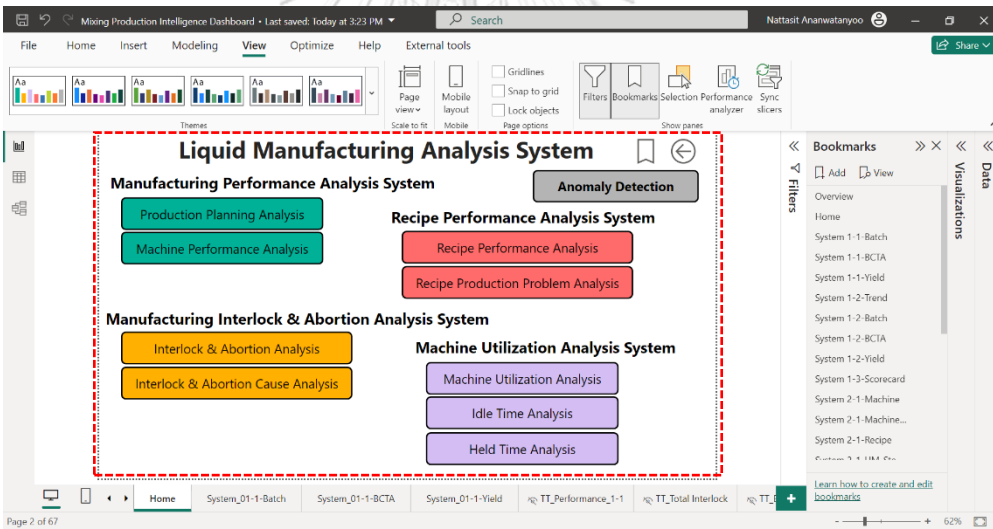 Mixing Production Intelligence Dashboard • Last saved: Today at 3:23 PM
Search
Nattasit Ananwatanyoo
File Home Insert Modeling View Optimize Help External tools
Share
Aa Aa Aa Aa Aa Aa
Themes
Page view
Scale to fit
Mobile layout
Mobile
Gridlines
Snap to grid
Lock objects
Page options
Filters
Bookmarks
Selection
Performance analyzer
Sync slicers
Show panes
Liquid Manufacturing Analysis System
Manufacturing Performance Analysis System
Anomaly Detection
Production Planning Analysis
Machine Performance Analysis
Recipe Performance Analysis System
Recipe Performance Analysis
Recipe Production Problem Analysis
Manufacturing Interlock & Abortion Analysis System
Interlock & Abortion Analysis
Interlock & Abortion Cause Analysis
Machine Utilization Analysis System
Machine Utilization Analysis
Idle Time Analysis
Held Time Analysis
Filters
Bookmarks
Add View
Overview
Home
System 1-1-Batch
System 1-1-BCTA
System 1-1-Yield
System 1-2-Trend
System 1-2-Batch
System 1-2-BCTA
System 1-2-Yield
System 1-3-Scorecard
System 2-1-Machine
System 2-1-Machine...
System 2-1-Recipe
Learn how to create and edit
bookmarks
Visualizations
Data
Home System_01-1-Batch System_01-1-BCTA System_01-1-Yield TT_Performance_1-1 TT_Total Interlock
Page 2 of 67
62%